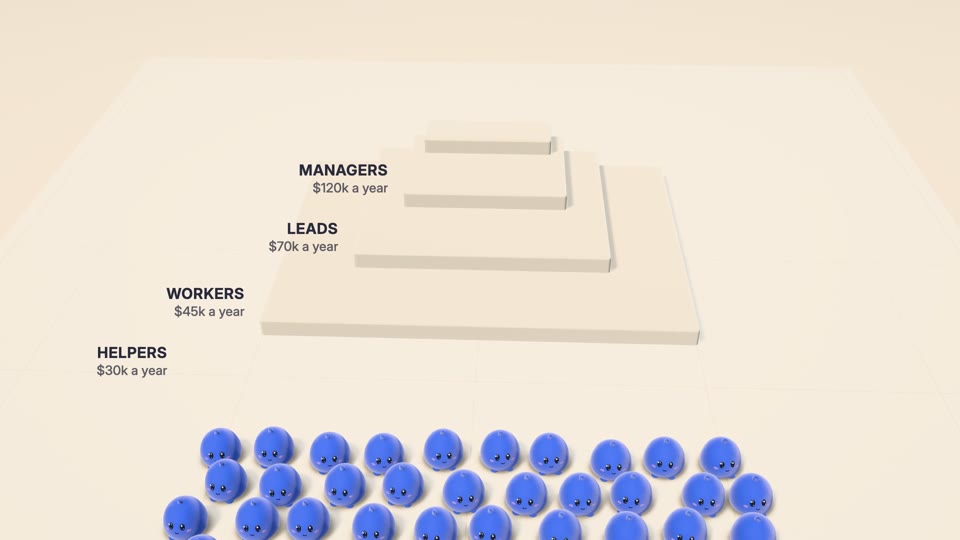 MANAGERS
$120k a year
LEADS
$70k a year
WORKERS
$45k a year
HELPERS
$30k a year